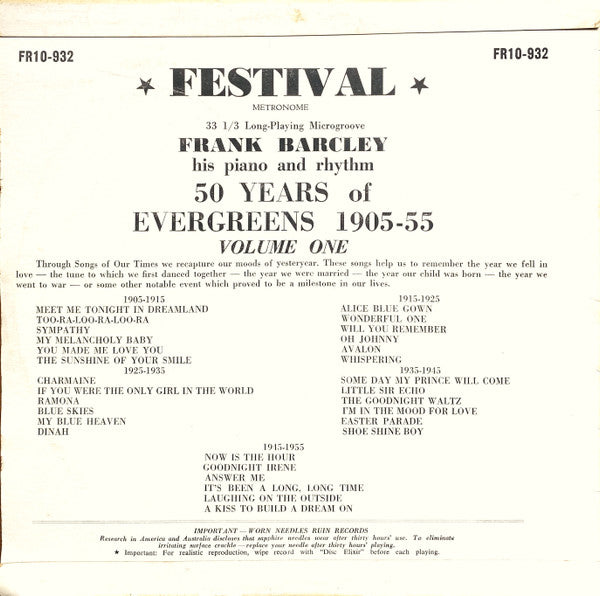 FR10-932 FR10-932
★ FESTIVAL ★
METRONOME
33 1/3 Long-Playing Microgroove
FRANK BARCLEY
his piano and rhythm
50 YEARS of
EVERGREENS 1905-55
VOLUME ONE
Through Songs of Our Times we recapture our moods of yesteryear. These songs help us to remember the year we fell in
love — the tune to which we first danced together — the year we were married — the year our child was born — the year we
went to war — or some other notable event which proved to be a milestone in our lives.
1905-1915
MEET ME TONIGHT IN DREAMLAND
TOO-RA-LOO-RA-LOO-RA
SYMPATHY
MY MELANCHOLY BABY
YOU MADE ME LOVE YOU
THE SUNSHINE OF YOUR SMILE
1915-1925
ALICE BLUE GOWN
WONDERFUL ONE
WILL YOU REMEMBER
OH JOHNNY
AVALON
WHISPERING
1925-1935
CHARMAINE
IF YOU WERE THE ONLY GIRL IN THE WORLD
RAMONA
BLUE SKIES
MY BLUE HEAVEN
DINAH
1935-1945
SOME DAY MY PRINCE WILL COME
LITTLE SIR ECHO
THE GOODNIGHT WALTZ
I'M IN THE MOOD FOR LOVE
EASTER PARADE
SHOE SHINE BOY
1945-1955
NOW IS THE HOUR
GOODNIGHT IRENE
ANSWER ME
IT'S BEEN A LONG, LONG TIME
LAUGHING ON THE OUTSIDE
A KISS TO BUILD A DREAM ON
IMPORTANT — WORN NEEDLES RUIN RECORDS
Research in America and Australia discloses that sapphire needles wear after thirty hours' use. To eliminate
irritating surface crackle—replace your needle after thirty hours' playing.
★ Important: For realistic reproduction, wipe record with "Disc Elixir" before each playing.